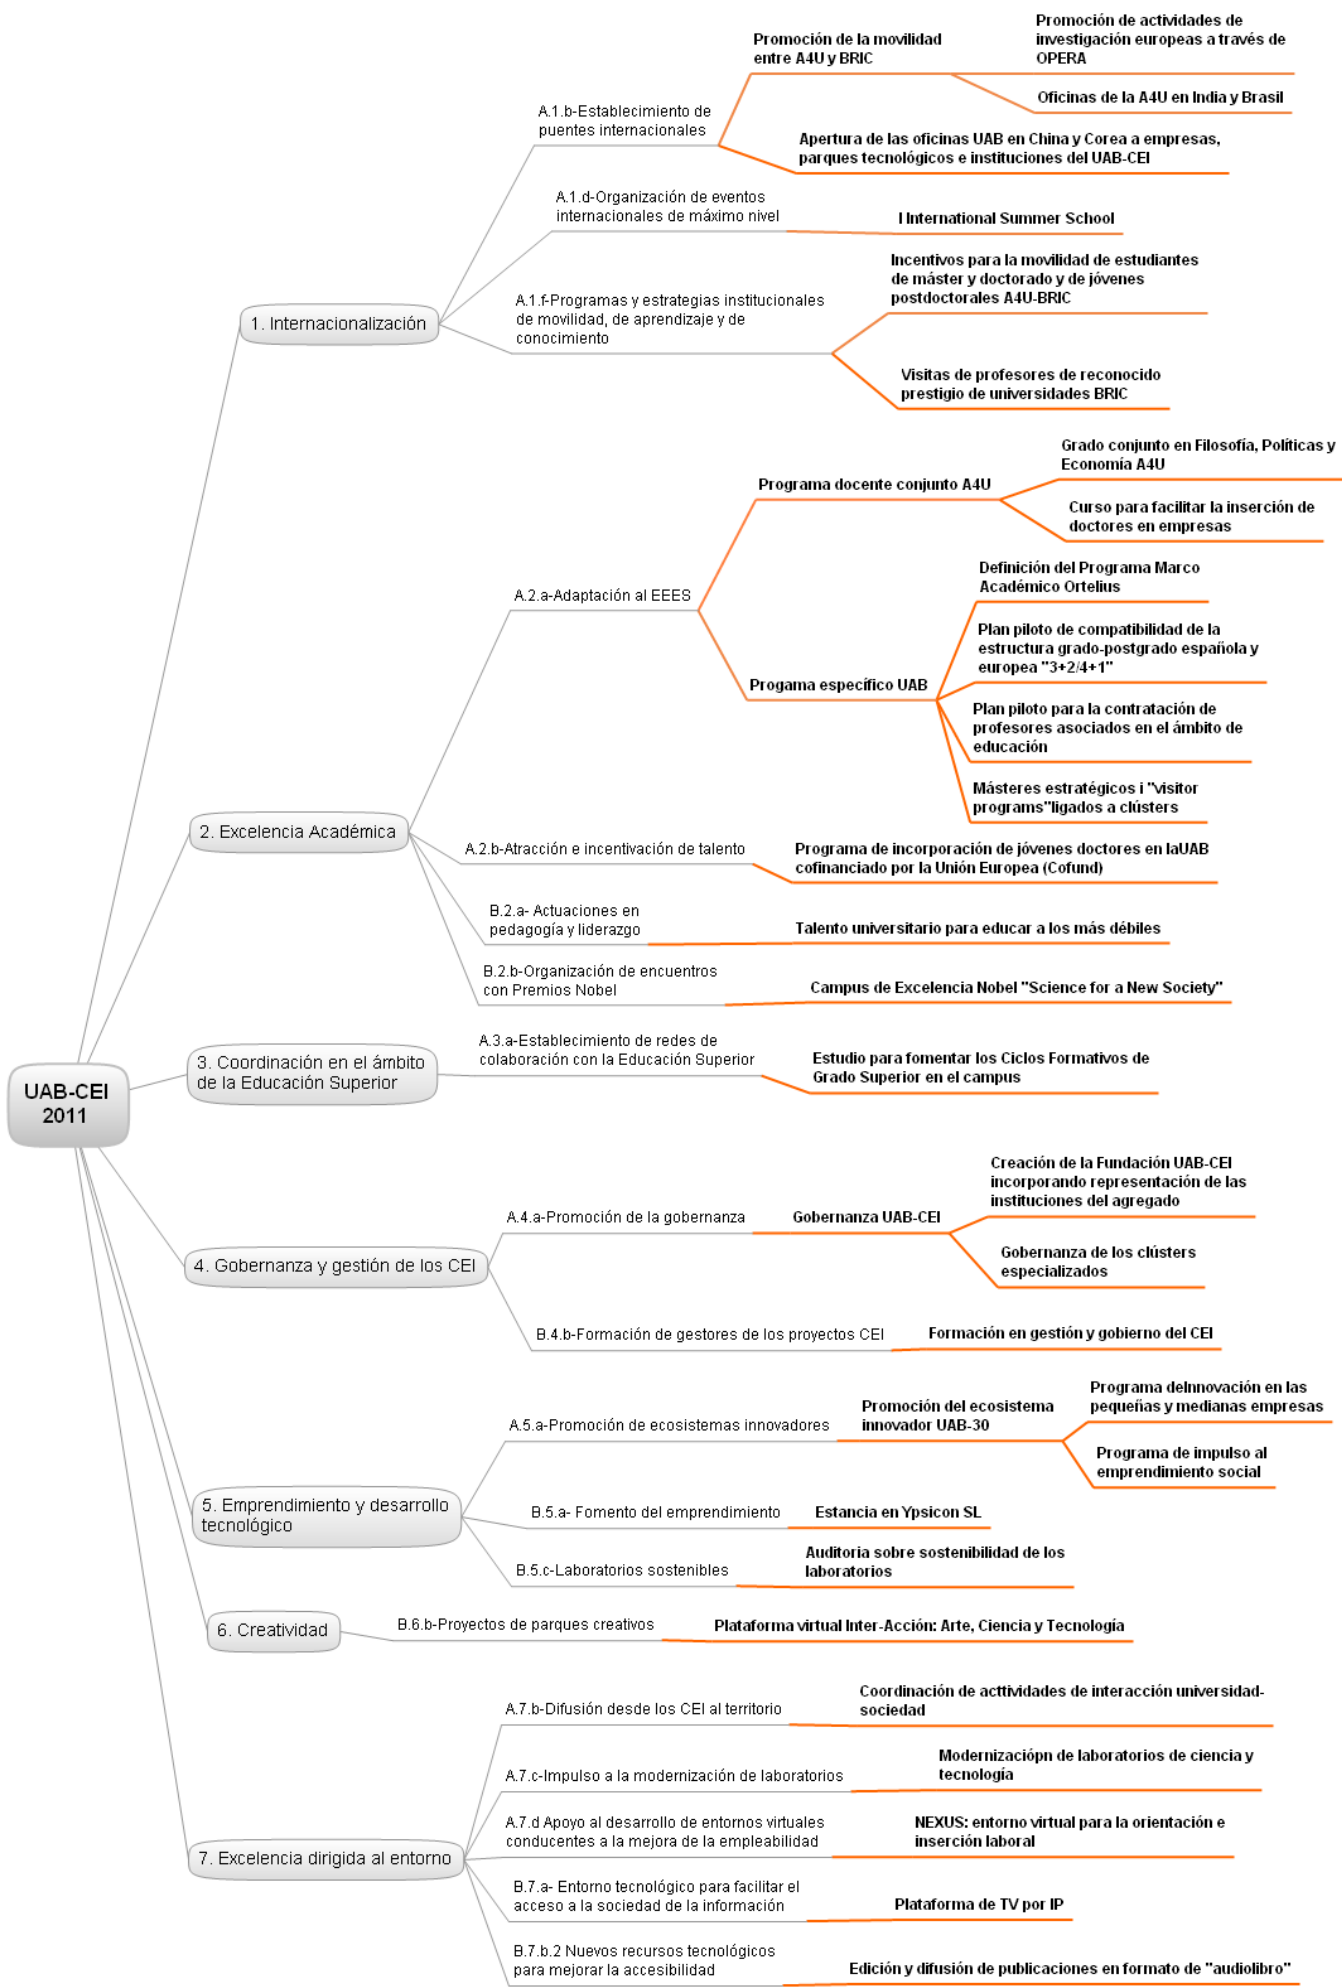 UAB-CEI
2011
1. Internacionalización
A.1.b-Establecimiento de
puentes internacionales
Promoción de la movilidad
entre A4U y BRIC
Promoción de actividades de
investigación europeas a través de
OPERA
Oficinas de la A4U en India y Brasil
Apertura de las oficinas UAB en China y Corea a empresas,
parques tecnológicos e instituciones del UAB-CEI
A.1.d-Organización de eventos
internacionales de máximo nivel
I International Summer School
A.1.f-Programas y estrategias institucionales
de movilidad, de aprendizaje y de
conocimiento
Incentivos para la movilidad de estudiantes
de máster y doctorado y de jóvenes
postdoctorales A4U-BRIC
Visitas de profesores de reconocido
prestigio de universidades BRIC
2. Excelencia Académica
A.2.a-Adaptación al EEES
Programa docente conjunto A4U
Grado conjunto en Filosofía, Políticas y
Economía A4U
Curso para facilitar la inserción de
doctores en empresas
Progama específico UAB
Definición del Programa Marco
Académico Ortelius
Plan piloto de compatibilidad de la
estructura grado-postgrado española y
europea "3+2/4+1"
Plan piloto para la contratación de
profesores asociados en el ámbito de
educación
Másteres estratégicos i "visitor
programs"ligados a clústers
A.2.b-Atracción e incentivación de talento
Programa de incorporación de jóvenes doctores en laUAB
cofinanciado por la Unión Europea (Cofund)
B.2.a- Actuaciones en
pedagogía y liderazgo
Talento universitario para educar a los más débiles
B.2.b-Organización de encuentros
con Premios Nobel
Campus de Excelencia Nobel "Science for a New Society"
3. Coordinación en el ámbito
de la Educación Superior
A.3.a-Establecimiento de redes de
colaboración con la Educación Superior
Estudio para fomentar los Ciclos Formativos de
Grado Superior en el campus
4. Gobernanza y gestión de los CEI
A.4.a-Promoción de la gobernanza
Gobernanza UAB-CEI
Creación de la Fundación UAB-CEI
incorporando representación de las
instituciones del agregado
Gobernanza de los clústers
especializados
B.4.b-Formación de gestores de los proyectos CEI
Formación en gestión y gobierno del CEI
5. Emprendimiento y desarrollo
tecnológico
A.5.a-Promoción de ecosistemas innovadores
Promoción del ecosistema
innovador UAB-30
Programa deInnovación en las
pequeñas y medianas empresas
Programa de impulso al
emprendimiento social
B.5.a- Fomento del emprendimiento
Estancia en Ypsicon SL
B.5.c-Laboratorios sostenibles
Auditoria sobre sostenibilidad de los
laboratorios
6. Creatividad
B.6.b-Proyectos de parques creativos
Plataforma virtual Inter-Acción: Arte, Ciencia y Tecnología
7. Excelencia dirigida al entorno
A.7.b-Difusión desde los CEI al territorio
Coordinación de acttividades de interacción universidad-
sociedad
A.7.c-Impulso a la modernización de laboratorios
Modernizaciópn de laboratorios de ciencia y
tecnología
A.7.d Apoyo al desarrollo de entornos virtuales
conducentes a la mejora de la empleabilidad
NEXUS: entorno virtual para la orientación e
inserción laboral
B.7.a- Entorno tecnológico para facilitar el
acceso a la sociedad de la información
Plataforma de TV por IP
B.7.b.2 Nuevos recursos tecnológicos
para mejorar la accesibilidad
Edición y difusión de publicaciones en formato de "audiolibro"